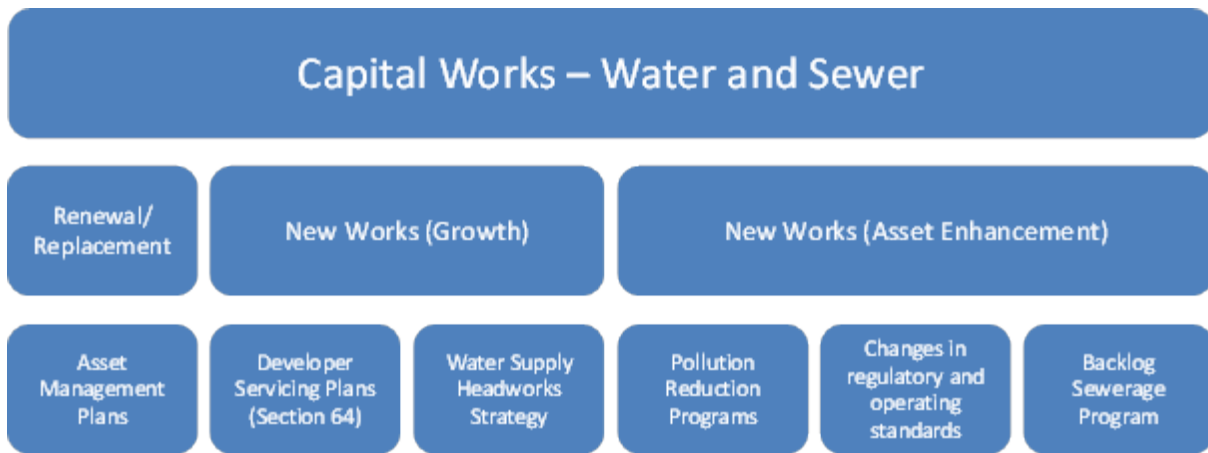 Capital Works – Water and Sewer
Renewal/
Replacement
New Works (Growth)
New Works (Asset Enhancement)
Asset
Management
Plans
Developer
Servicing Plans
(Section 64)
Water Supply
Headworks
Strategy
Pollution
Reduction
Programs
Changes in
regulatory and
operating
standards
Backlog
Sewerage
Program